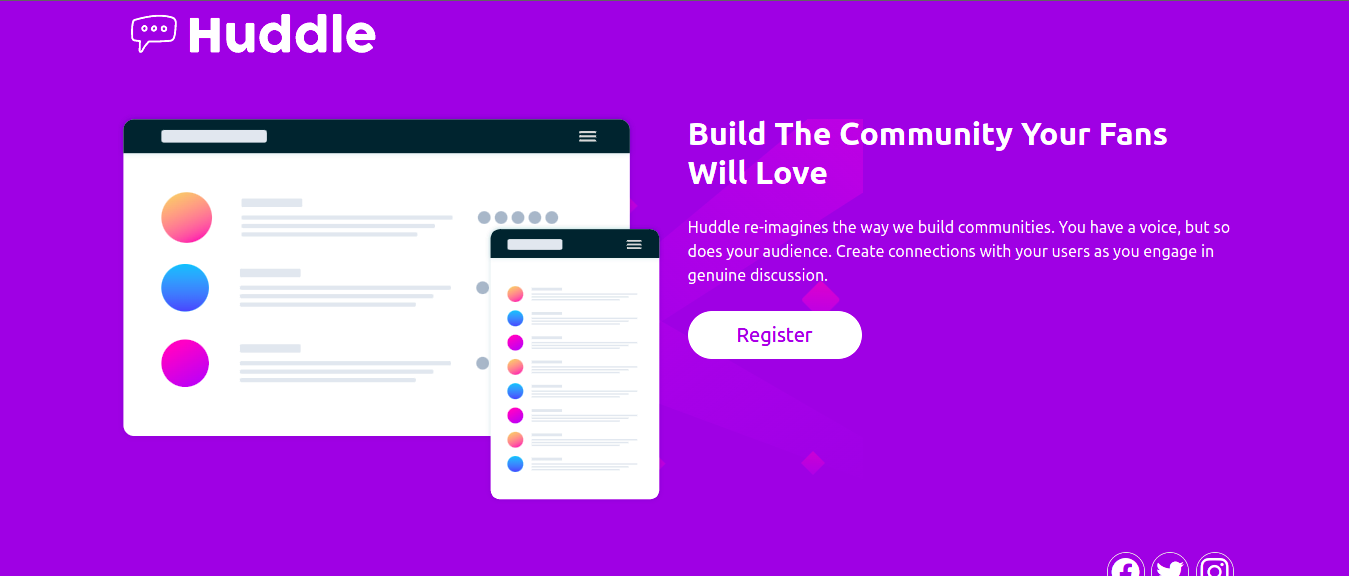 Huddle
Build The Community Your Fans
Will Love
Huddle re-imagines the way we build communities. You have a voice, but so
does your audience. Create connections with your users as you engage in
genuine discussion.
Register